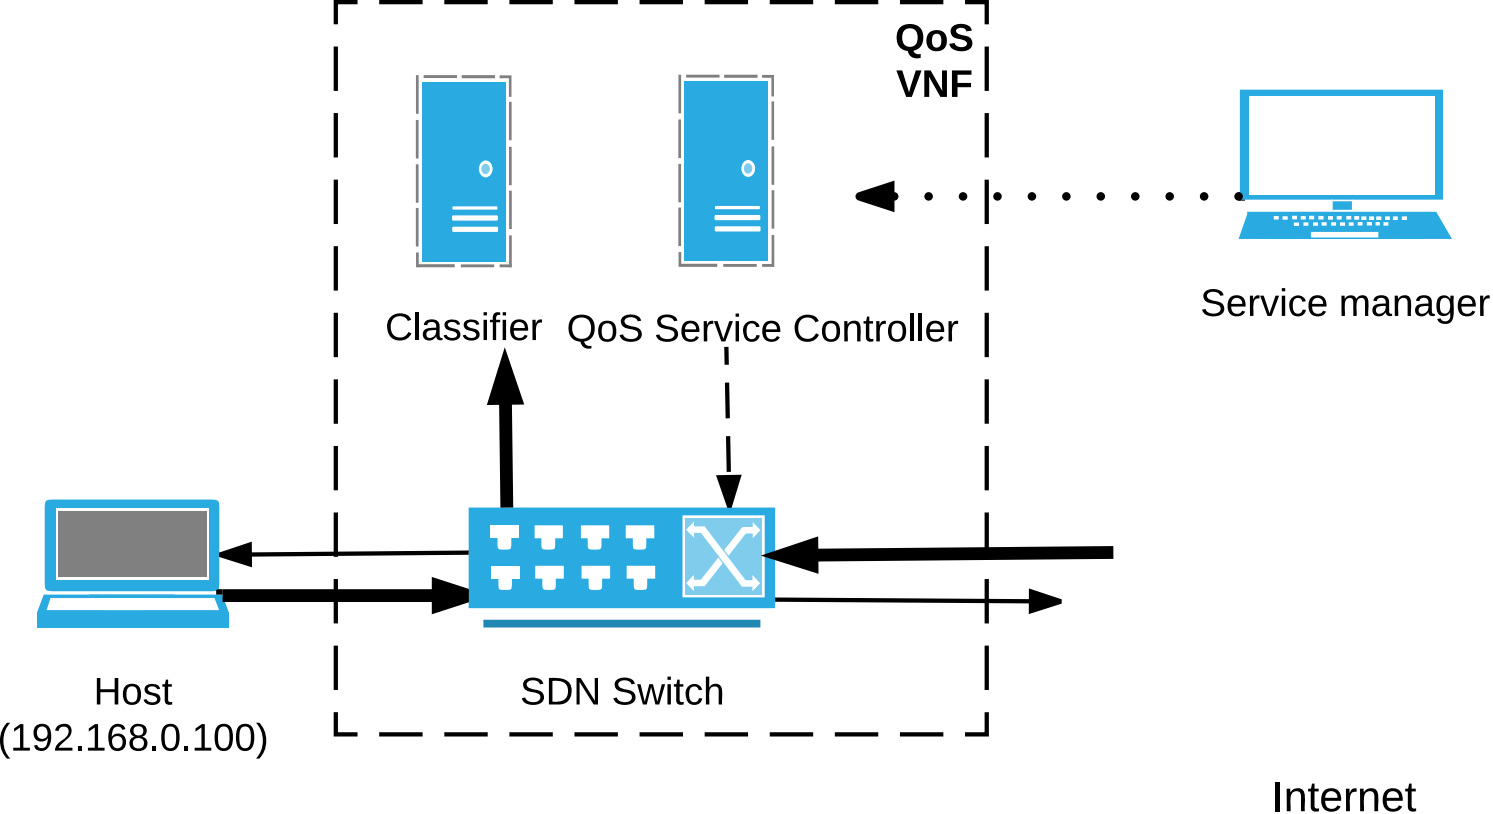 QoS
VNF
Classifier
QoS Service Controller
Service manager
Host
(192.168.0.100)
SDN Switch
Internet